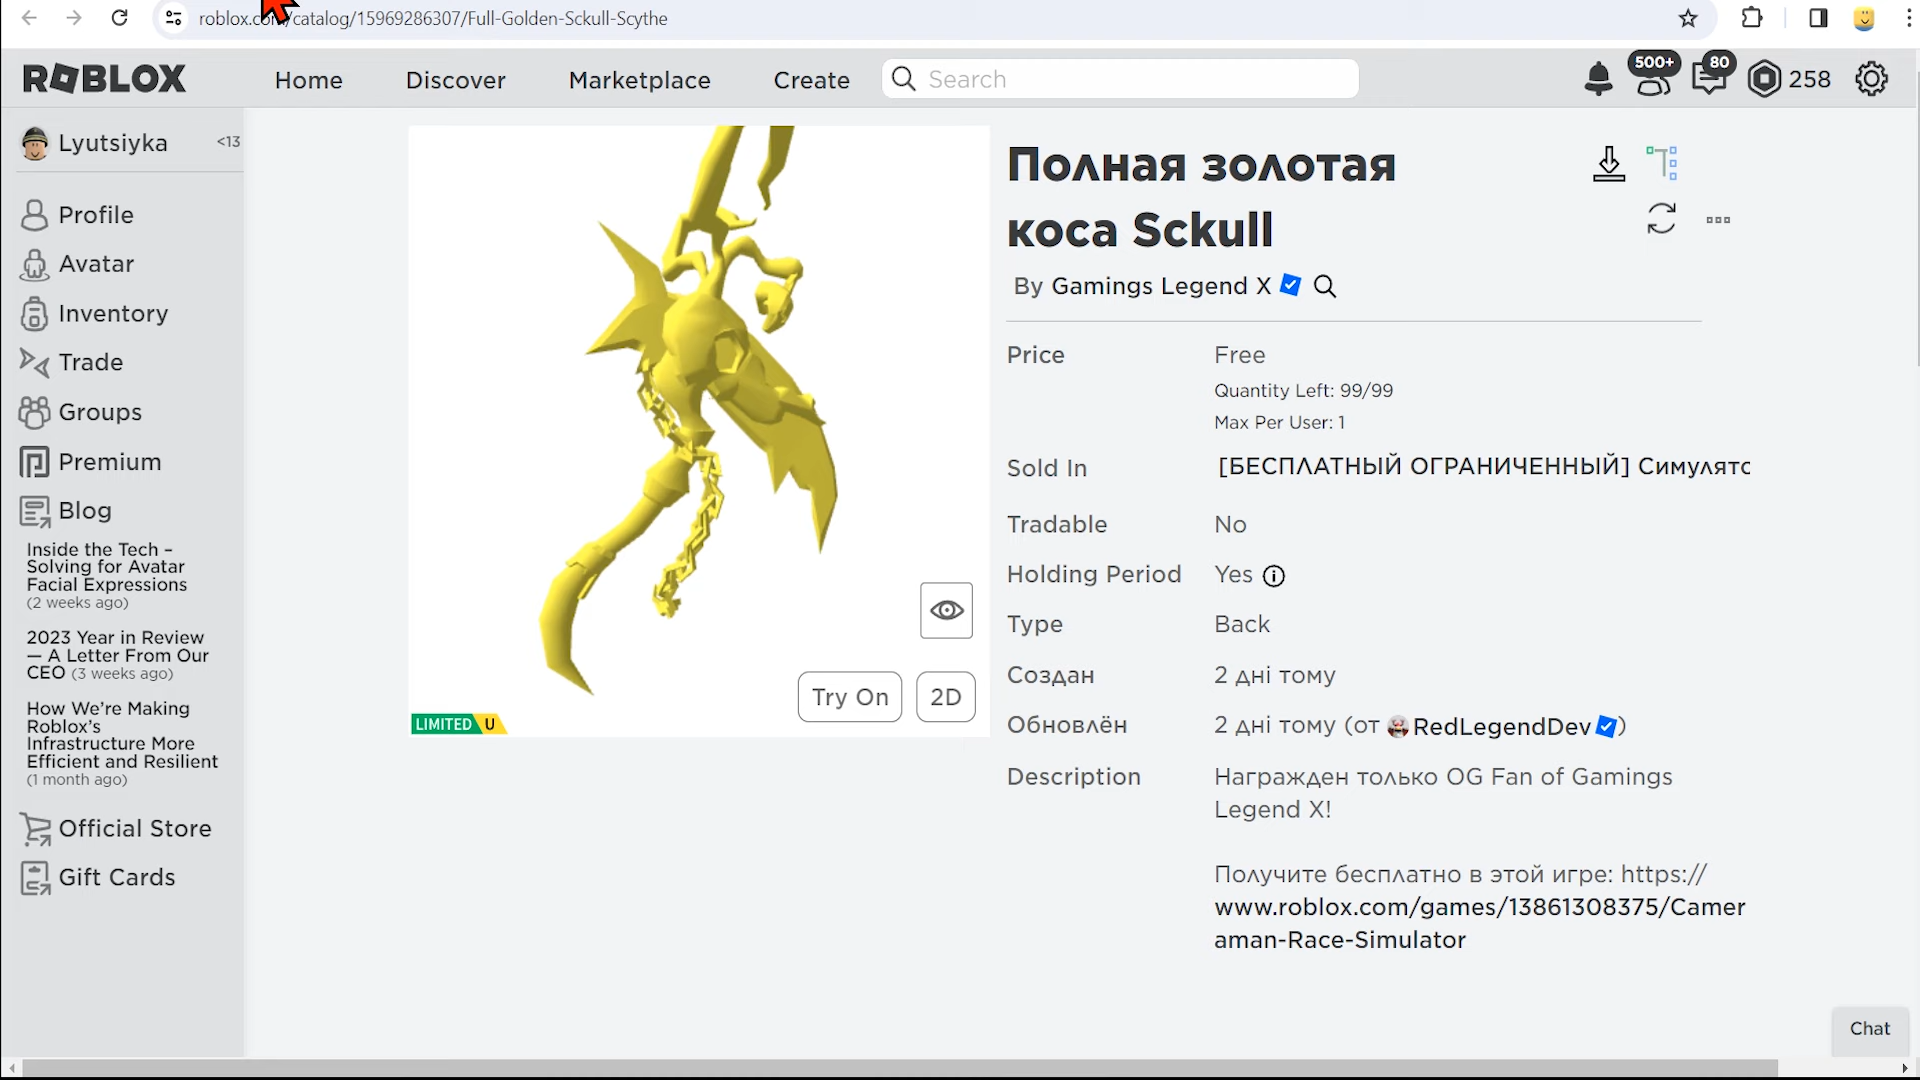 roblox.com/catalog/15969286307/Full-Golden-Sckull-Scythe
ROBLOX
Home
Discover
Marketplace
Create
Search
500+
80
258
Lyutsiyka
<13
Profile
Avatar
Inventory
Trade
Groups
Premium
Blog
Inside the Tech –
Solving for Avatar
Facial Expressions
(2 weeks ago)
2023 Year in Review
— A Letter From Our
CEO (3 weeks ago)
How We’re Making
Roblox’s
Infrastructure More
Efficient and Resilient
(1 month ago)
Official Store
Gift Cards
Try On
2D
LIMITED U
Полная золотая
коса Sckull
By Gamings Legend X
Price
Free
Quantity Left: 99/99
Max Per User: 1
Sold In
[БЕСПЛАТНЫЙ ОГРАНИЧЕННЫЙ] Симулято
Tradable
No
Holding Period
Yes
Type
Back
Создан
2 дні тому
Обновлён
2 дні тому (от RedLegendDev)
Description
Награжден только OG Fan of Gamings
Legend X!
Получите бесплатно в этой игре: https://
www.roblox.com/games/13861308375/Camer
aman-Race-Simulator
Chat